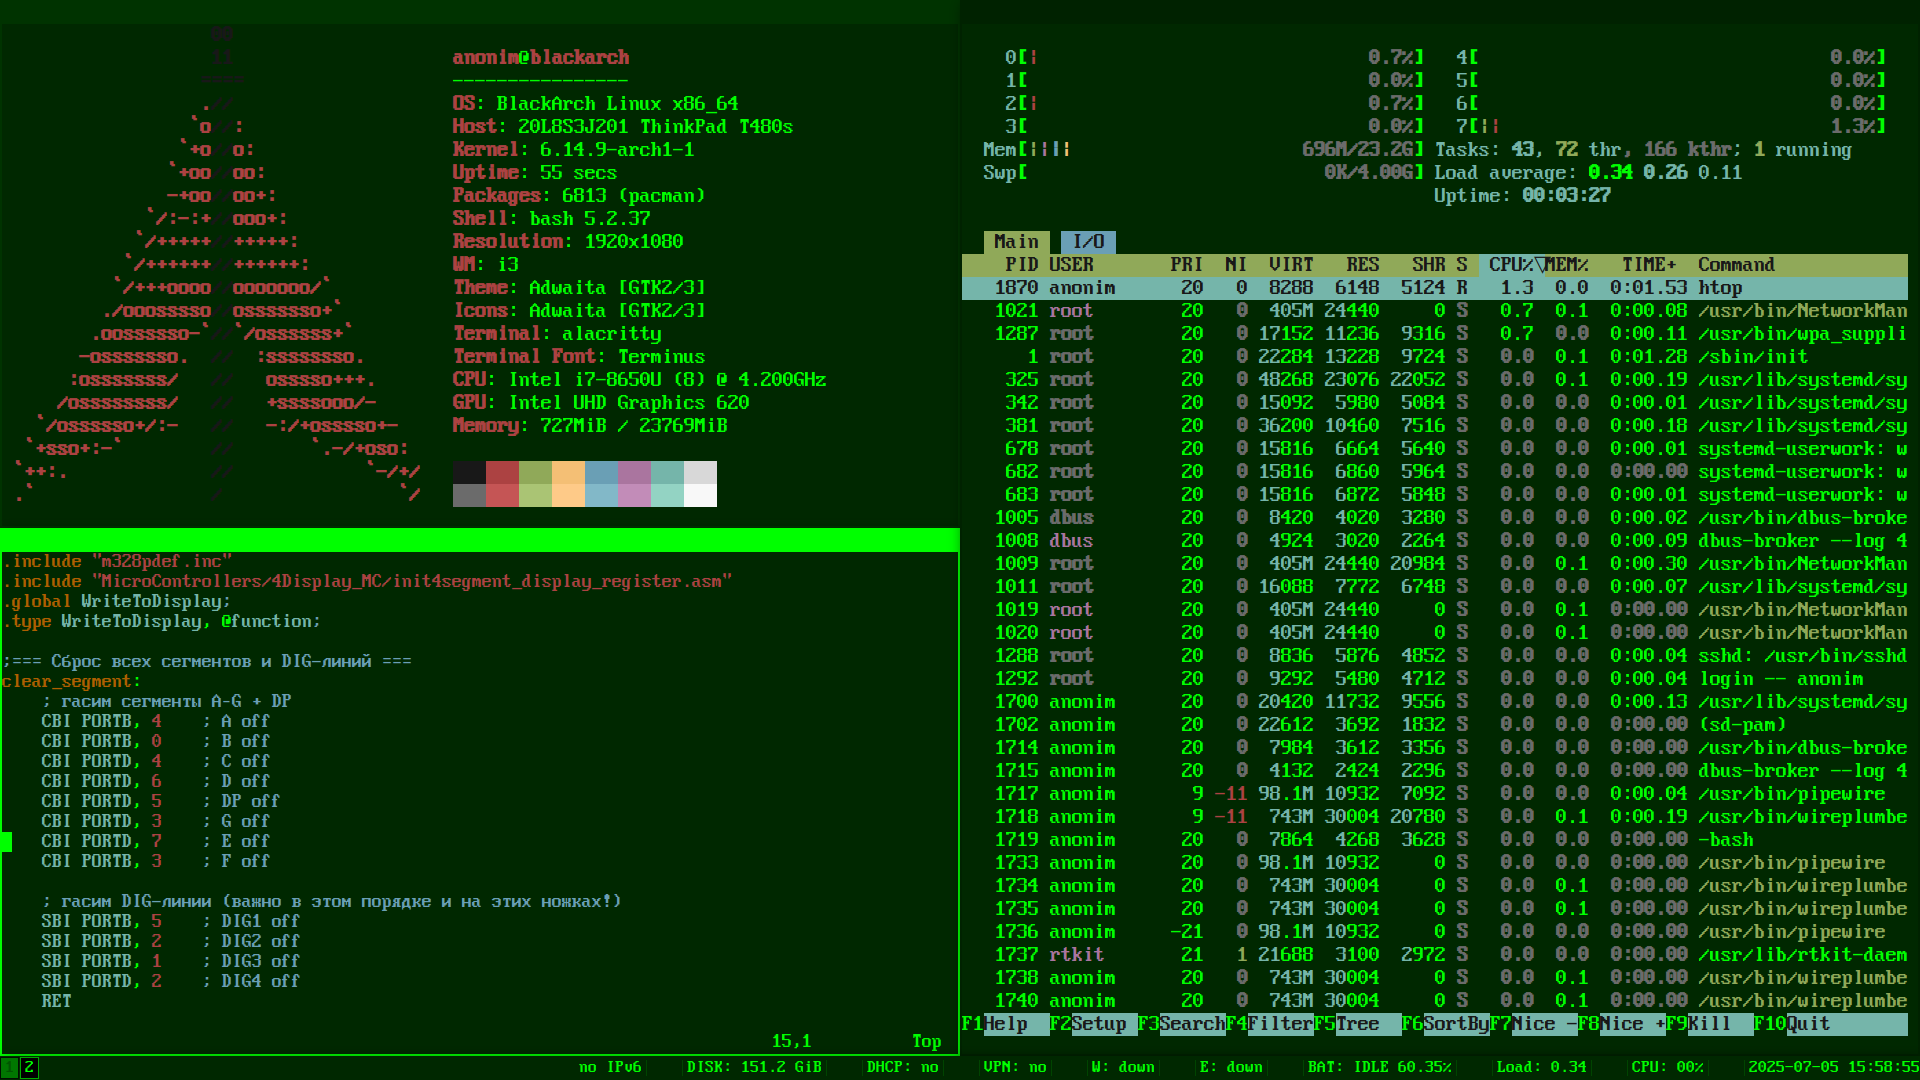 anonim@blackarch
----------------
OS: BlackArch Linux x86_64
Host: 20L8S3J201 ThinkPad T480s
Kernel: 6.14.9-arch1-1
Uptime: 55 secs
Packages: 6813 (pacman)
Shell: bash 5.2.37
Resolution: 1920x1080
WM: i3
Theme: Adwaita [GTK2/3]
Icons: Adwaita [GTK2/3]
Terminal: alacritty
Terminal Font: Terminus
CPU: Intel i7-8650U (8) @ 4.200GHz
GPU: Intel UHD Graphics 620
Memory: 727MiB / 23769MiB
.include "m328pdef.inc"
.include "MicroControllers/4Display_MC/init4segment_display_register.asm"
.global WriteToDisplay;
.type WriteToDisplay, @function;
;=== Сброс всех сегментов и DIG-линий ===
clear_segment:
; гасим сегменты A-G + DP
CBI PORTB, 4 ; A off
CBI PORTB, 0 ; B off
CBI PORTD, 4 ; C off
CBI PORTD, 6 ; D off
CBI PORTD, 5 ; DP off
CBI PORTD, 3 ; G off
CBI PORTD, 7 ; E off
CBI PORTB, 3 ; F off
; гасим DIG-линии (важно в этом порядке и на этих ножках!)
SBI PORTB, 5 ; DIG1 off
SBI PORTB, 2 ; DIG2 off
SBI PORTB, 1 ; DIG3 off
SBI PORTD, 2 ; DIG4 off
RET
15,1 Top
0[| 0.7%] 4[ 0.0%]
1[ 0.0%] 5[ 0.0%]
2[| 0.7%] 6[ 0.0%]
3[ 0.0%] 7[|| 1.3%]
Mem[|||| 696M/23.2G] Tasks: 43, 72 thr, 166 kthr; 1 running
Swp[ 0K/4.00G] Load average: 0.34 0.26 0.11
Uptime: 00:03:27
Main I/O
PID USER PRI NI VIRT RES SHR S CPU%▽MEM% TIME+ Command
1870 anonim 20 0 8288 6148 5124 R 1.3 0.0 0:01.53 htop
1021 root 20 0 405M 24440 0 S 0.7 0.1 0:00.08 /usr/bin/NetworkMan
1287 root 20 0 17152 11236 9316 S 0.7 0.0 0:00.11 /usr/bin/wpa_suppli
1 root 20 0 22284 13228 9724 S 0.0 0.1 0:01.28 /sbin/init
325 root 20 0 48268 23076 22052 S 0.0 0.1 0:00.19 /usr/lib/systemd/sy
342 root 20 0 15092 5980 5084 S 0.0 0.0 0:00.01 /usr/lib/systemd/sy
381 root 20 0 36200 10460 7516 S 0.0 0.0 0:00.18 /usr/lib/systemd/sy
678 root 20 0 15816 6664 5640 S 0.0 0.0 0:00.01 systemd-userwork: w
682 root 20 0 15816 6860 5964 S 0.0 0.0 0:00.00 systemd-userwork: w
683 root 20 0 15816 6872 5848 S 0.0 0.0 0:00.01 systemd-userwork: w
1005 dbus 20 0 8420 4020 3280 S 0.0 0.0 0:00.02 /usr/bin/dbus-broke
1008 dbus 20 0 4924 3020 2264 S 0.0 0.0 0:00.09 dbus-broker --log 4
1009 root 20 0 405M 24440 20984 S 0.0 0.1 0:00.30 /usr/bin/NetworkMan
1011 root 20 0 16088 7772 6748 S 0.0 0.0 0:00.07 /usr/lib/systemd/sy
1019 root 20 0 405M 24440 0 S 0.0 0.1 0:00.00 /usr/bin/NetworkMan
1020 root 20 0 405M 24440 0 S 0.0 0.1 0:00.00 /usr/bin/NetworkMan
1288 root 20 0 8836 5876 4852 S 0.0 0.0 0:00.04 sshd: /usr/bin/sshd
1292 root 20 0 9292 5480 4712 S 0.0 0.0 0:00.04 login -- anonim
1700 anonim 20 0 20420 11732 9556 S 0.0 0.0 0:00.13 /usr/lib/systemd/sy
1702 anonim 20 0 22612 3692 1832 S 0.0 0.0 0:00.00 (sd-pam)
1714 anonim 20 0 7984 3612 3356 S 0.0 0.0 0:00.00 /usr/bin/dbus-broke
1715 anonim 20 0 4132 2424 2296 S 0.0 0.0 0:00.00 dbus-broker --log 4
1717 anonim 9 -11 98.1M 10932 7092 S 0.0 0.0 0:00.04 /usr/bin/pipewire
1718 anonim 9 -11 743M 30004 20780 S 0.0 0.1 0:00.19 /usr/bin/wireplumbe
1719 anonim 20 0 7864 4268 3628 S 0.0 0.0 0:00.00 -bash
1733 anonim 20 0 98.1M 10932 0 S 0.0 0.0 0:00.00 /usr/bin/pipewire
1734 anonim 20 0 743M 30004 0 S 0.0 0.1 0:00.00 /usr/bin/wireplumbe
1735 anonim 20 0 743M 30004 0 S 0.0 0.1 0:00.00 /usr/bin/wireplumbe
1736 anonim -21 0 98.1M 10932 0 S 0.0 0.0 0:00.00 /usr/bin/pipewire
1737 rtkit 21 1 21688 3100 2972 S 0.0 0.0 0:00.00 /usr/lib/rtkit-daem
1738 anonim 20 0 743M 30004 0 S 0.0 0.1 0:00.00 /usr/bin/wireplumbe
1740 anonim 20 0 743M 30004 0 S 0.0 0.1 0:00.00 /usr/bin/wireplumbe
F1Help F2Setup F3SearchF4FilterF5Tree F6SortByF7Nice -F8Nice +F9Kill F10Quit
1 2 no IPv6 DISK: 151.2 GiB DHCP: no VPN: no W: down E: down BAT: IDLE 60.35% Load: 0.34 CPU: 00% 2025-07-05 15:58:55